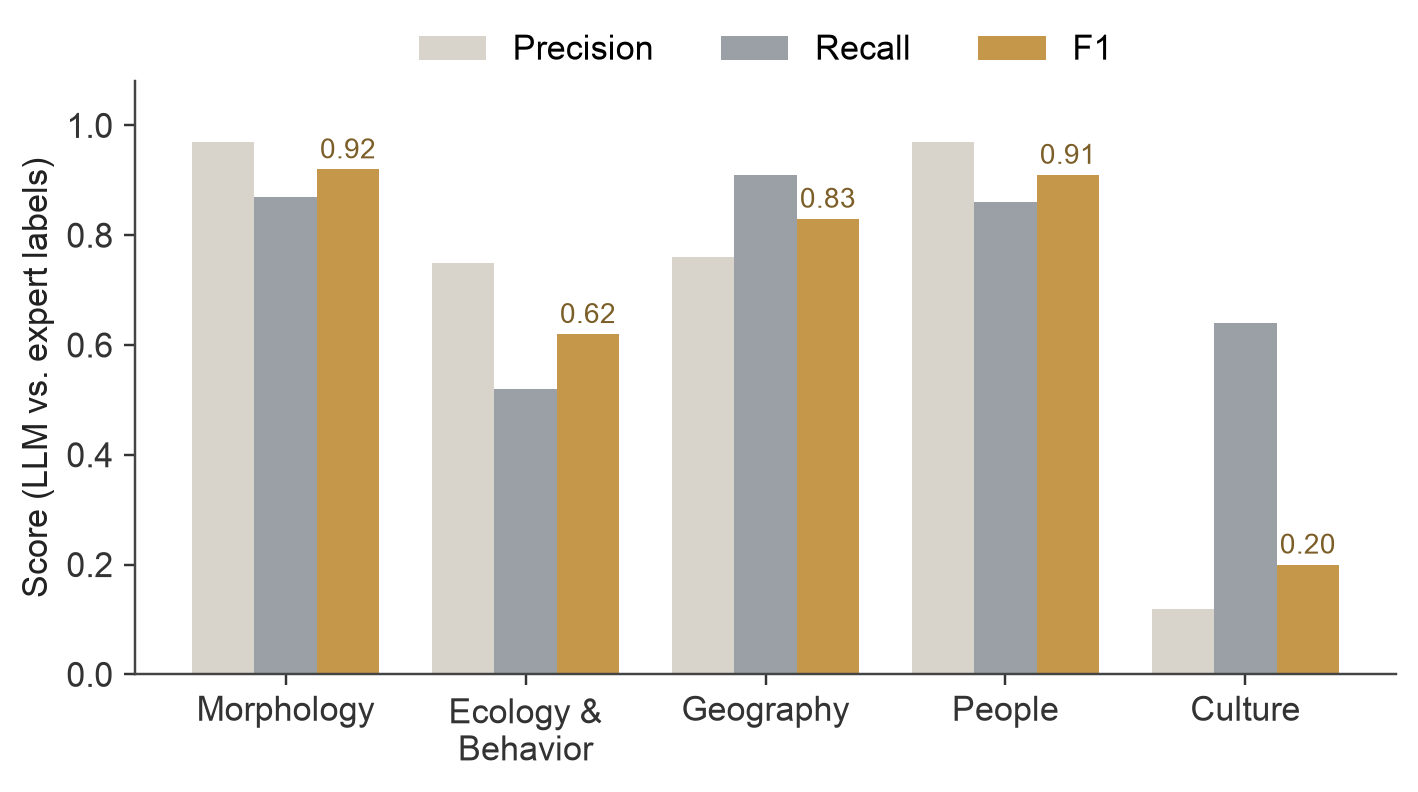 Precision Recall F1
Score (LLM vs. expert labels)
1.0
0.8
0.6
0.4
0.2
0.0
0.92
0.62
0.83
0.91
0.20
Morphology
Ecology &
Behavior
Geography
People
Culture